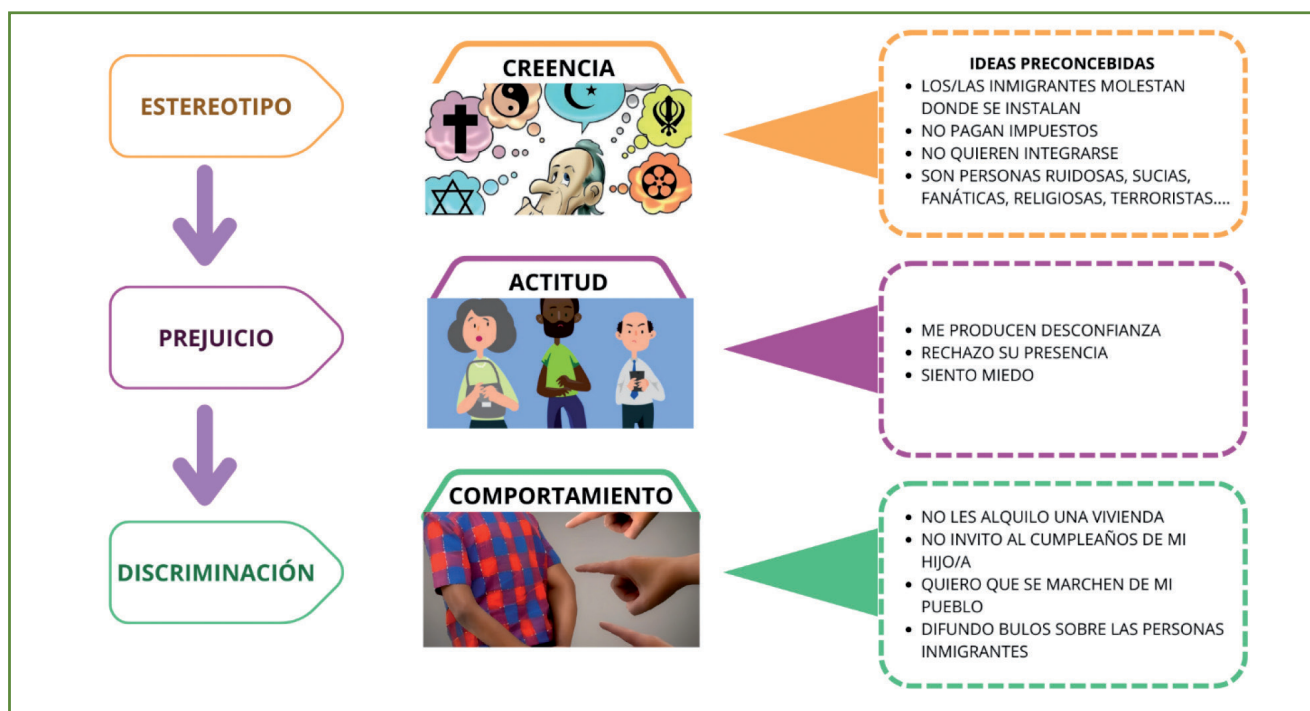 ESTEREOTIPO
CREENCIA
IDEAS PRECONCEBIDAS
• LOS/LAS INMIGRANTES MOLESTAN
DONDE SE INSTALAN
• NO PAGAN IMPUESTOS
• NO QUIEREN INTEGRARSE
• SON PERSONAS RUIDOSAS, SUCIAS,
FANÁTICAS, RELIGIOSAS, TERRORISTAS....
PREJUICIO
ACTITUD
• ME PRODUCEN DESCONFIANZA
• RECHAZO SU PRESENCIA
• SIENTO MIEDO
DISCRIMINACIÓN
COMPORTAMIENTO
• NO LES ALQUILO UNA VIVIENDA
• NO INVITO AL CUMPLEAÑOS DE MI
HIJO/A
• QUIERO QUE SE MARCHEN DE MI
PUEBLO
• DIFUNDO BULOS SOBRE LAS PERSONAS
INMIGRANTES